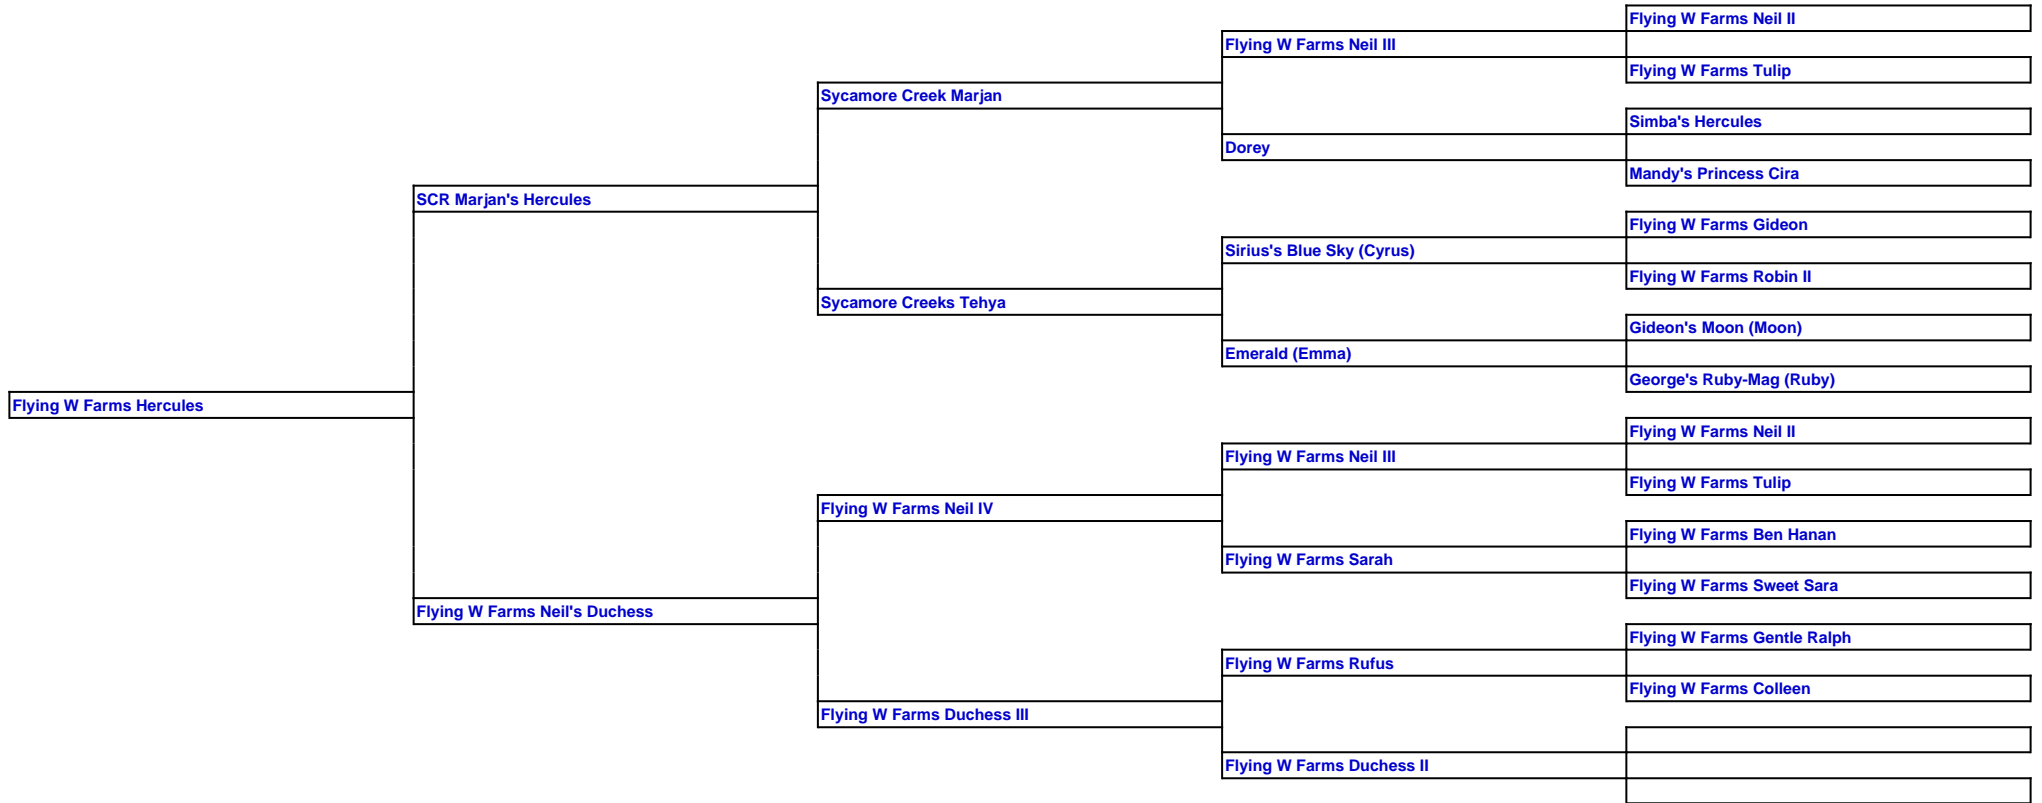 Flying W Farms Neil II
Flying W Farms Neil III
Flying W Farms Tulip
Sycamore Creek Marjan
Simba's Hercules
Dorey
Mandy's Princess Cira
SCR Marjan's Hercules
Flying W Farms Gideon
Sirius's Blue Sky (Cyrus)
Flying W Farms Robin II
Sycamore Creeks Tehya
Gideon's Moon (Moon)
Emerald (Emma)
George's Ruby-Mag (Ruby)
Flying W Farms Hercules
Flying W Farms Neil II
Flying W Farms Neil III
Flying W Farms Tulip
Flying W Farms Neil IV
Flying W Farms Ben Hanan
Flying W Farms Sarah
Flying W Farms Sweet Sara
Flying W Farms Neil's Duchess
Flying W Farms Gentle Ralph
Flying W Farms Rufus
Flying W Farms Colleen
Flying W Farms Duchess III
Flying W Farms Duchess II